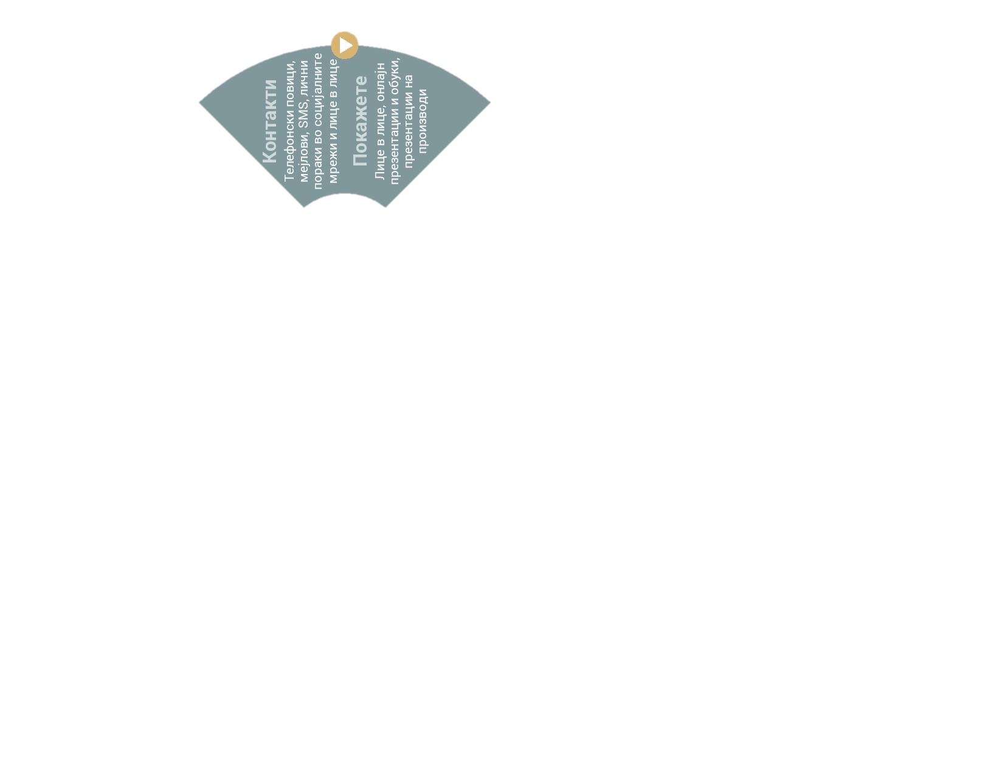 Контакти
Телефонски повици,
мејлови, SMS, лични
пораки во социјалните
мрежи и лице в лице
Покажете
Лице в лице, онлајн
презентации и обуки,
презентации на
производи